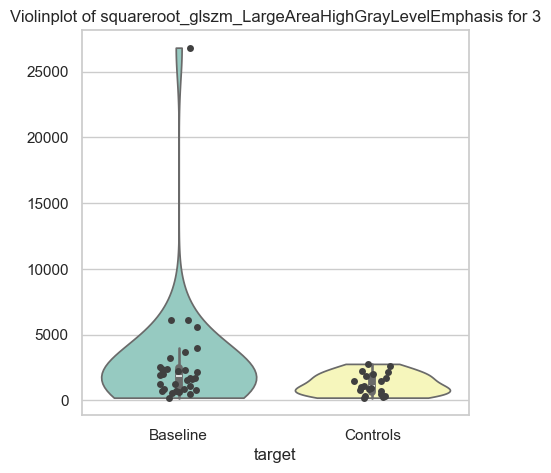 Violinplot of squareroot_glszm_LargeAreaHighGrayLevelEmphasis for 3
25000
20000
15000
10000
5000
0
Baseline
Controls
target